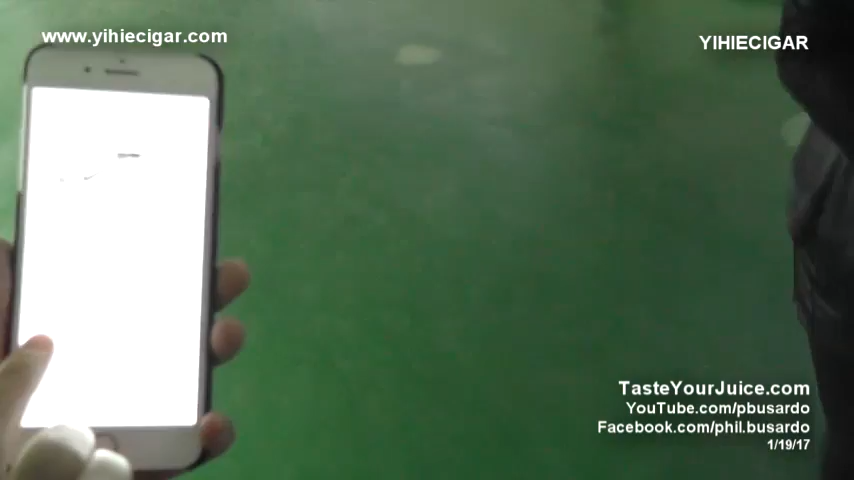 www.yihiecigar.com
YIHIECIGAR
TasteYourJuice.com
YouTube.com/pbusardo
Facebook.com/phil.busardo
1/19/17